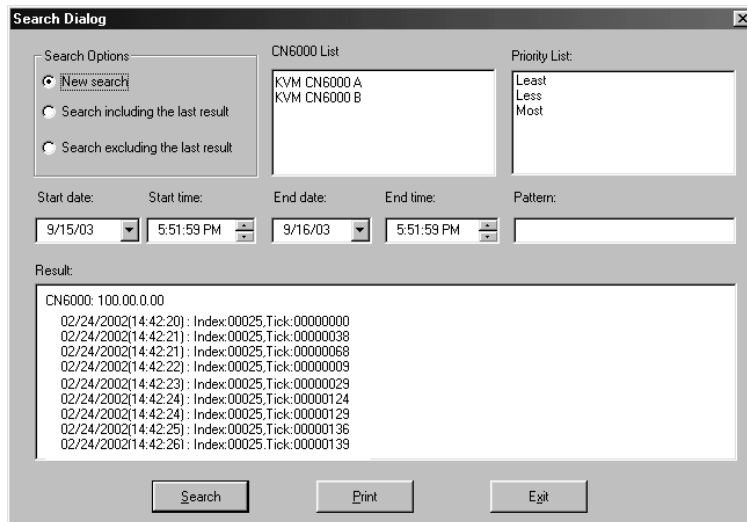 Search Dialog
Search Options
New search
Search including the last result
Search excluding the last result
CN6000 List
KVM CN6000 A
KVM CN6000 B
Priority List:
Least
Less
Most
Start date:
Start time:
End date:
End time:
Pattern:
9/15/03
5:51:59 PM
9/16/03
5:51:59 PM
Result:
CN6000: 100.00.0.00
02/24/2002(14:42:20) : Index:00025,Tick:00000000
02/24/2002(14:42:21) : Index:00025,Tick:00000038
02/24/2002(14:42:21) : Index:00025,Tick:00000068
02/24/2002(14:42:22) : Index:00025,Tick:00000009
02/24/2002(14:42:23) : Index:00025,Tick:00000029
02/24/2002(14:42:24) : Index:00025,Tick:00000124
02/24/2002(14:42:24) : Index:00025,Tick:00000129
02/24/2002(14:42:25) : Index:00025,Tick:00000136
02/24/2002(14:42:26) : Index:00025.Tick:00000139
Search
Print
Exit